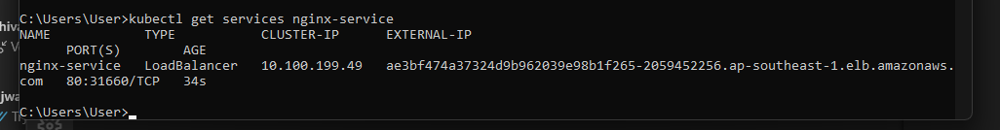 C:\Users\User>kubectl get services nginx-service
NAME TYPE CLUSTER-IP EXTERNAL-IP
PORT(S) AGE
nginx-service LoadBalancer 10.100.199.49 ae3bf474a37324d9b962039e98b1f265-2059452256.ap-southeast-1.elb.amazonaws.
com 80:31660/TCP 34s
C:\Users\User>